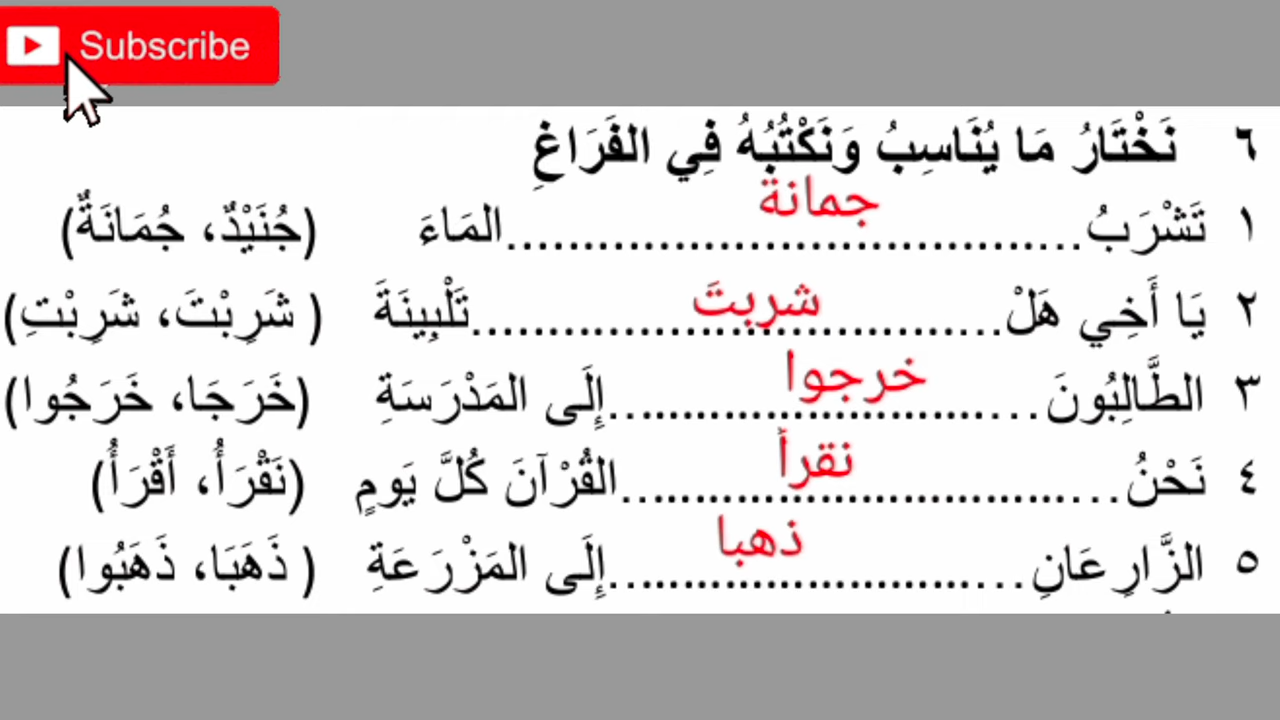 Subscribe
٦ نَخْتَارُ مَا يُنَاسِبُ وَنَكْتُبُهُ فِي الفَرَاغِ
١ تَشْرَبُ ...... جمانة ...... المَاءَ (جُنَيْدٌ، جُمَانَةٌ)
٢ يَا أَخِي هَلْ ...... شربتَ ...... تَلْبِينَةَ ( شَرِبْتَ، شَرِبْتِ)
٣ الطَّالِبُونَ ...... خرجوا ...... إِلَى المَدْرَسَةِ (خَرَجَا، خَرَجُوا)
٤ نَحْنُ ...... نقرأ ...... القُرْآنَ كُلَّ يَومٍ (نَقْرَأُ، أَقْرَأُ)
٥ الزَّارِعَانِ ...... ذهبا ...... إِلَى المَزْرَعَةِ ( ذَهَبَا، ذَهَبُوا)